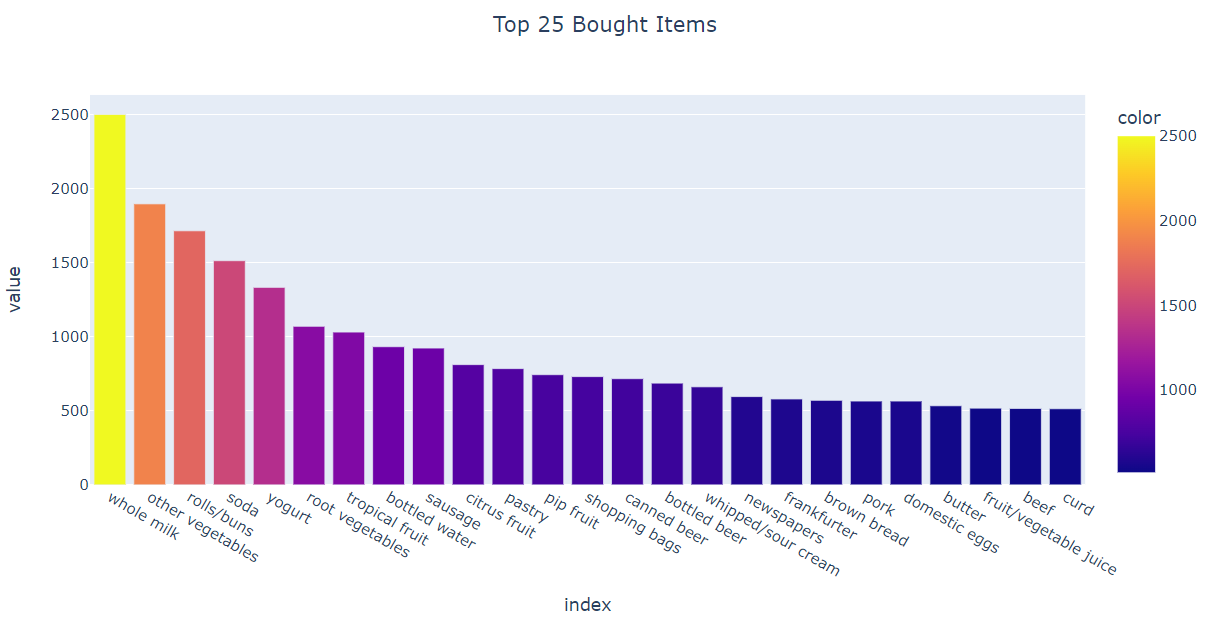 Top 25 Bought Items
value
2500
2000
1500
1000
500
0
whole milk
other vegetables
rolls/buns
soda
yogurt
root vegetables
tropical fruit
bottled water
sausage
citrus fruit
pastry
pip fruit
shopping bags
canned beer
bottled beer
whipped/sour cream
newspapers
frankfurter
brown bread
pork
domestic eggs
butter
fruit/vegetable juice
beef
curd
index
color
2500
2000
1500
1000